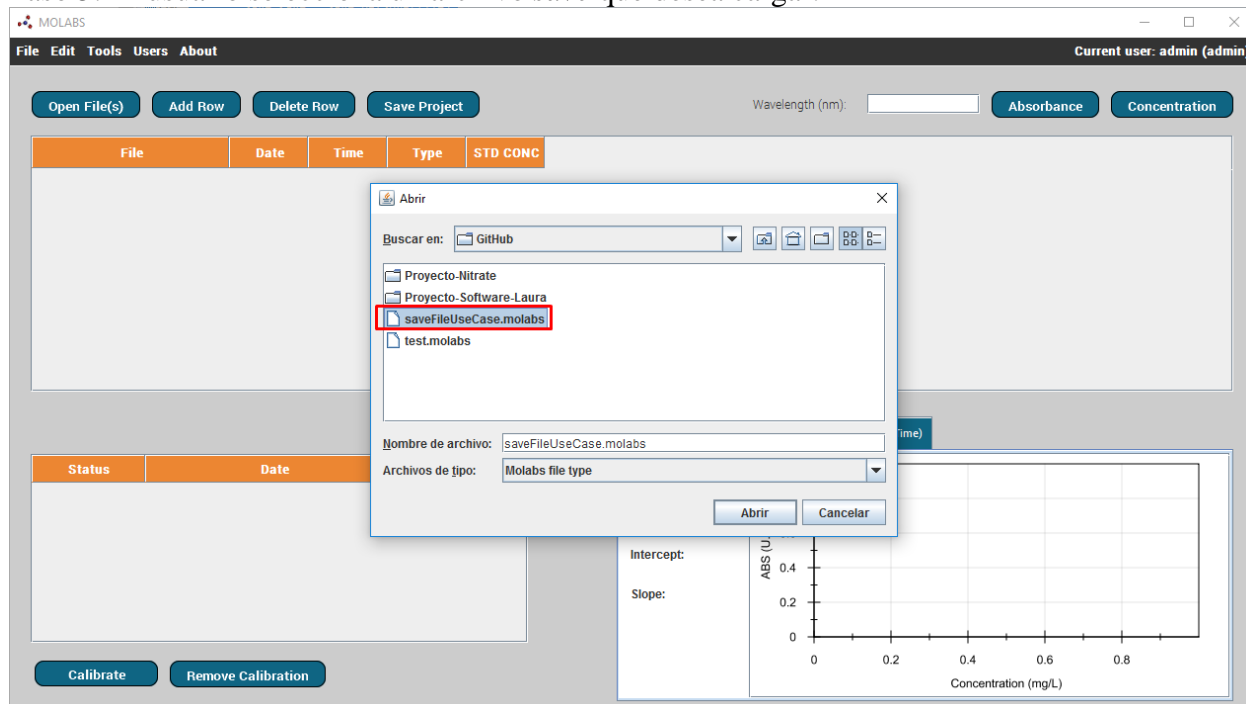 MOLABS
File Edit Tools Users About
Current user: admin (admin)
Open File(s) Add Row Delete Row Save Project Wavelength (nm): Absorbance Concentration
File Date Time Type STD CONC
Abrir
Buscar en: GitHub
Proyecto-Nitrate
Proyecto-Software-Laura
saveFileUseCase.molabs
test.molabs
Nombre de archivo: saveFileUseCase.molabs
Archivos de tipo: Molabs file type
Abrir Cancelar
Status Date
Intercept:
Slope:
0.4
0.2
0
0 0.2 0.4 0.6 0.8
Concentration (mg/L)
Calibrate Remove Calibration